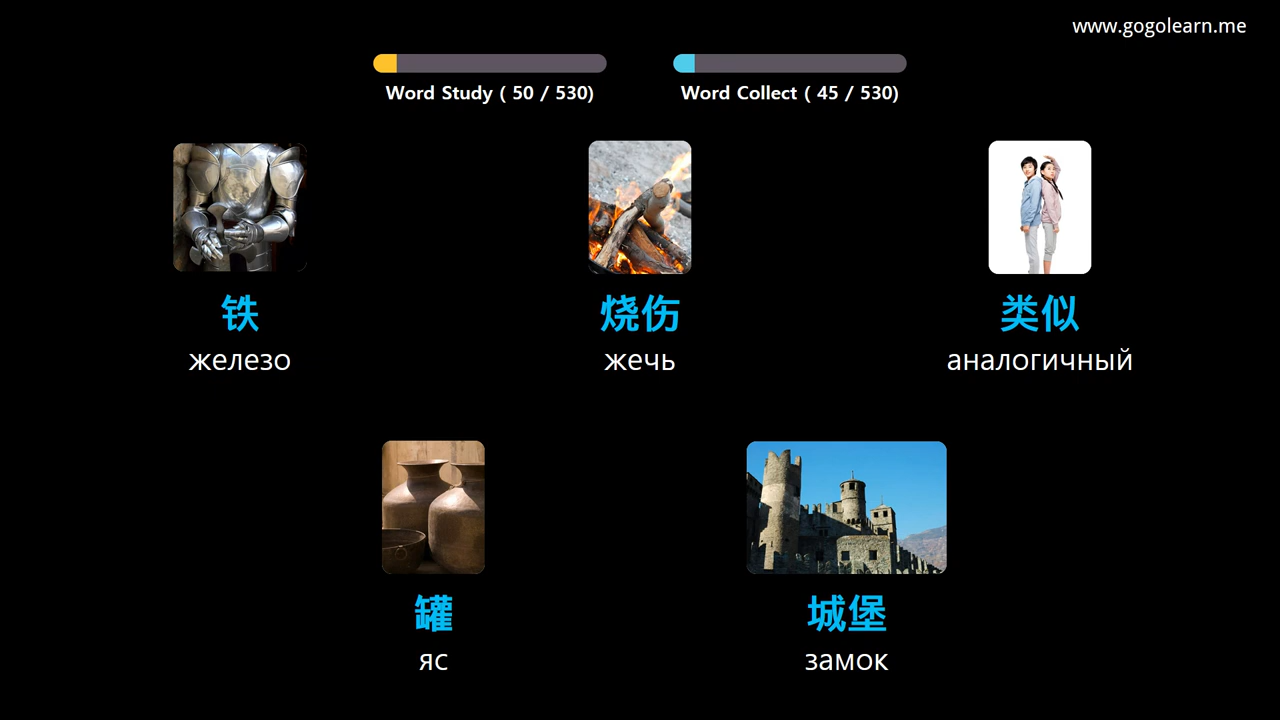 www.gogolearn.me
Word Study ( 50 / 530)
Word Collect ( 45 / 530)
铁
烧伤
类似
железо
жечь
аналогичный
罐
城堡
яс
замок